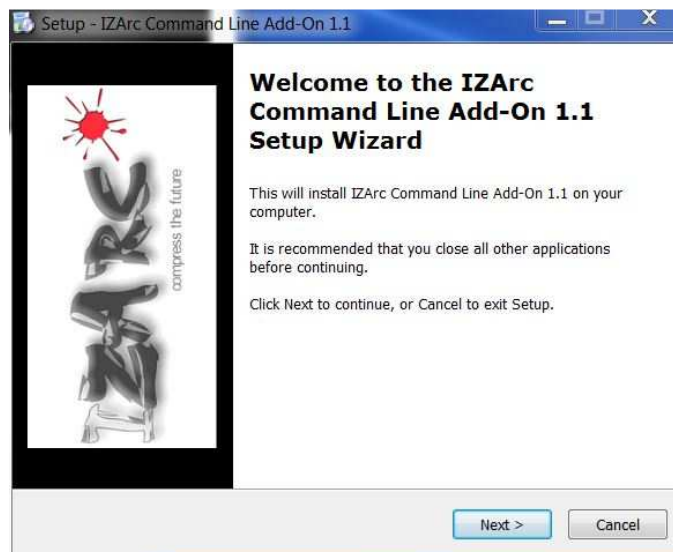 Setup - IZArc Command Line Add-On 1.1
Welcome to the IZArc
Command Line Add-On 1.1
Setup Wizard
This will install IZArc Command Line Add-On 1.1 on your
computer.
It is recommended that you close all other applications
before continuing.
Click Next to continue, or Cancel to exit Setup.
IZARC
compress the future
Next >
Cancel